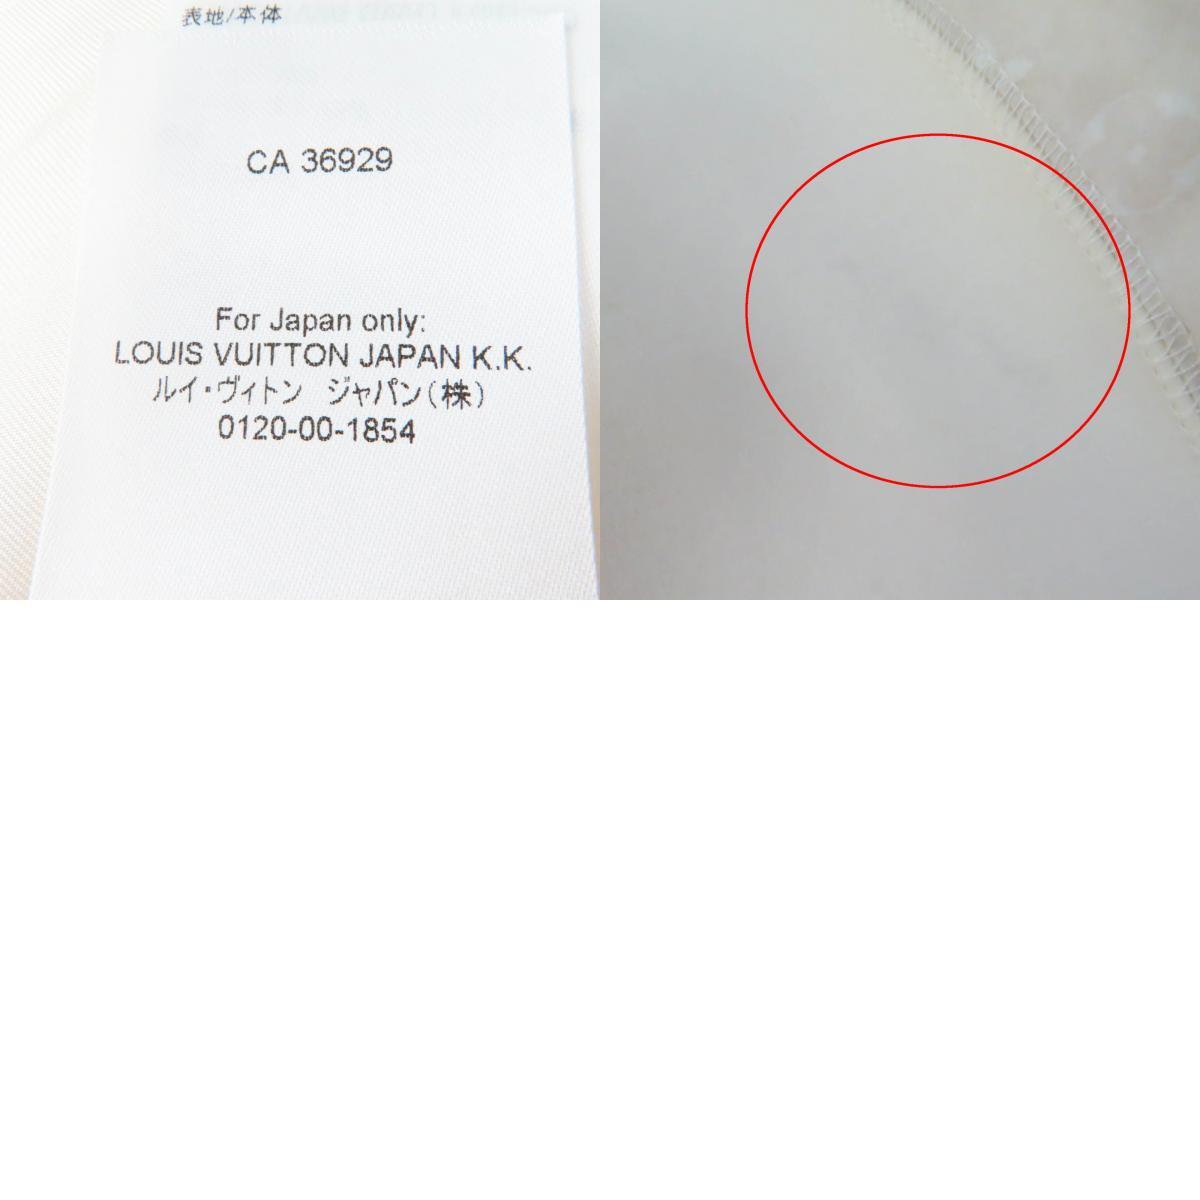 表地/本体
CA 36929
For Japan only:
LOUIS VUITTON JAPAN K.K.
ルイ・ヴィトン ジャパン(株)
0120-00-1854